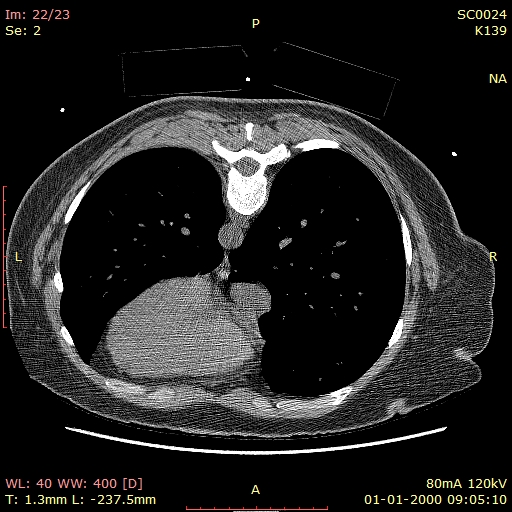 Im: 22/23
Se: 2
P
SC0024
K139
NA
L
R
WL: 40 WW: 400 [D]
T: 1.3mm L: -237.5mm
A
80mA 120kV
01-01-2000 09:05:10